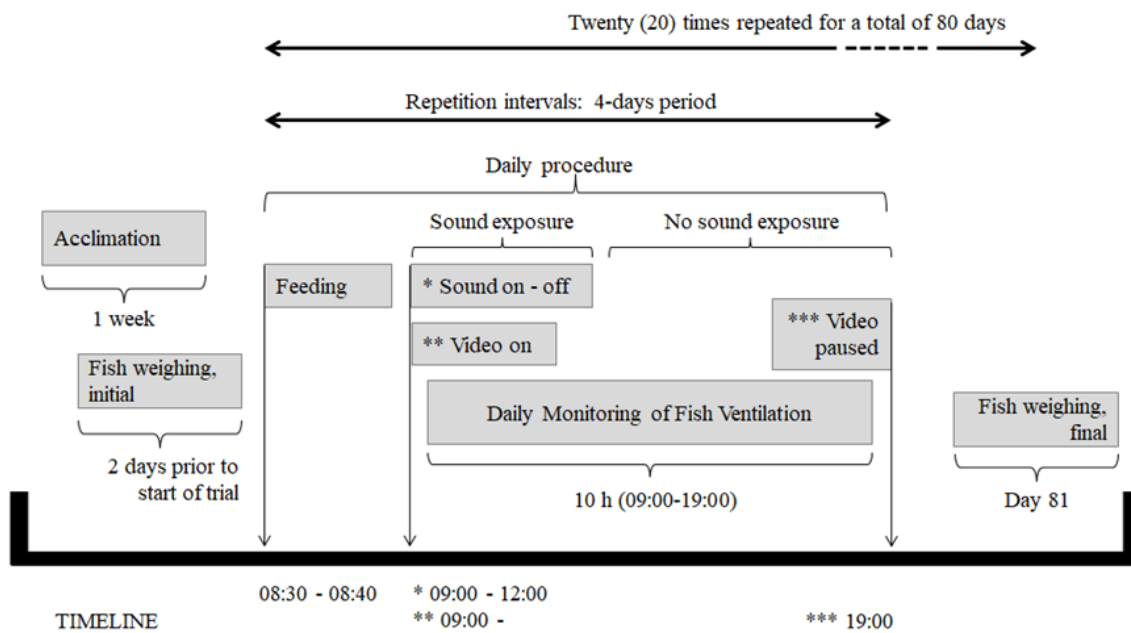 Twenty (20) times repeated for a total of 80 days
Repetition intervals: 4-days period
Daily procedure
Sound exposure
No sound exposure
Acclimation
1 week
Feeding
* Sound on - off
** Video on
*** Video
paused
Fish weighing,
initial
2 days prior to
start of trial
Daily Monitoring of Fish Ventilation
10 h (09:00-19:00)
Fish weighing,
final
Day 81
08:30 - 08:40
* 09:00 - 12:00
TIMELINE
** 09:00 -
*** 19:00